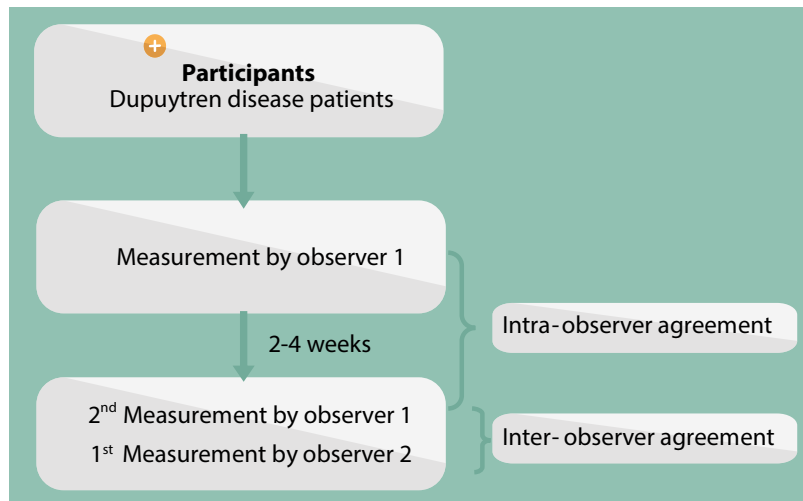 Participants
Dupuytren disease patients
Measurement by observer 1
2-4 weeks
Intra-observer agreement
2nd Measurement by observer 1
1st Measurement by observer 2
Inter-observer agreement